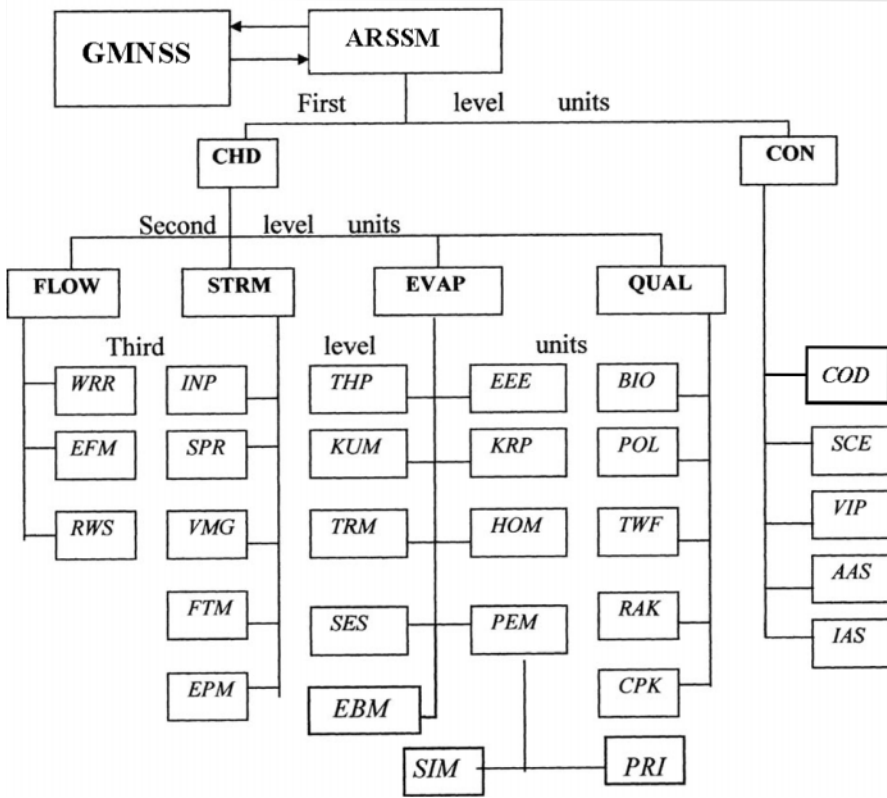 GMNSS ARSSM
First level units
CHD CON
Second level units
FLOW STRM EVAP QUAL
Third level units
WRR INP THP EEE BIO COD
EFM SPR KUM KRP POL SCE
RWS VMG TRM HOM TWF VIP
AAS
FTM SES PEM RAK IAS
EPM EBM CPK
SIM PRI